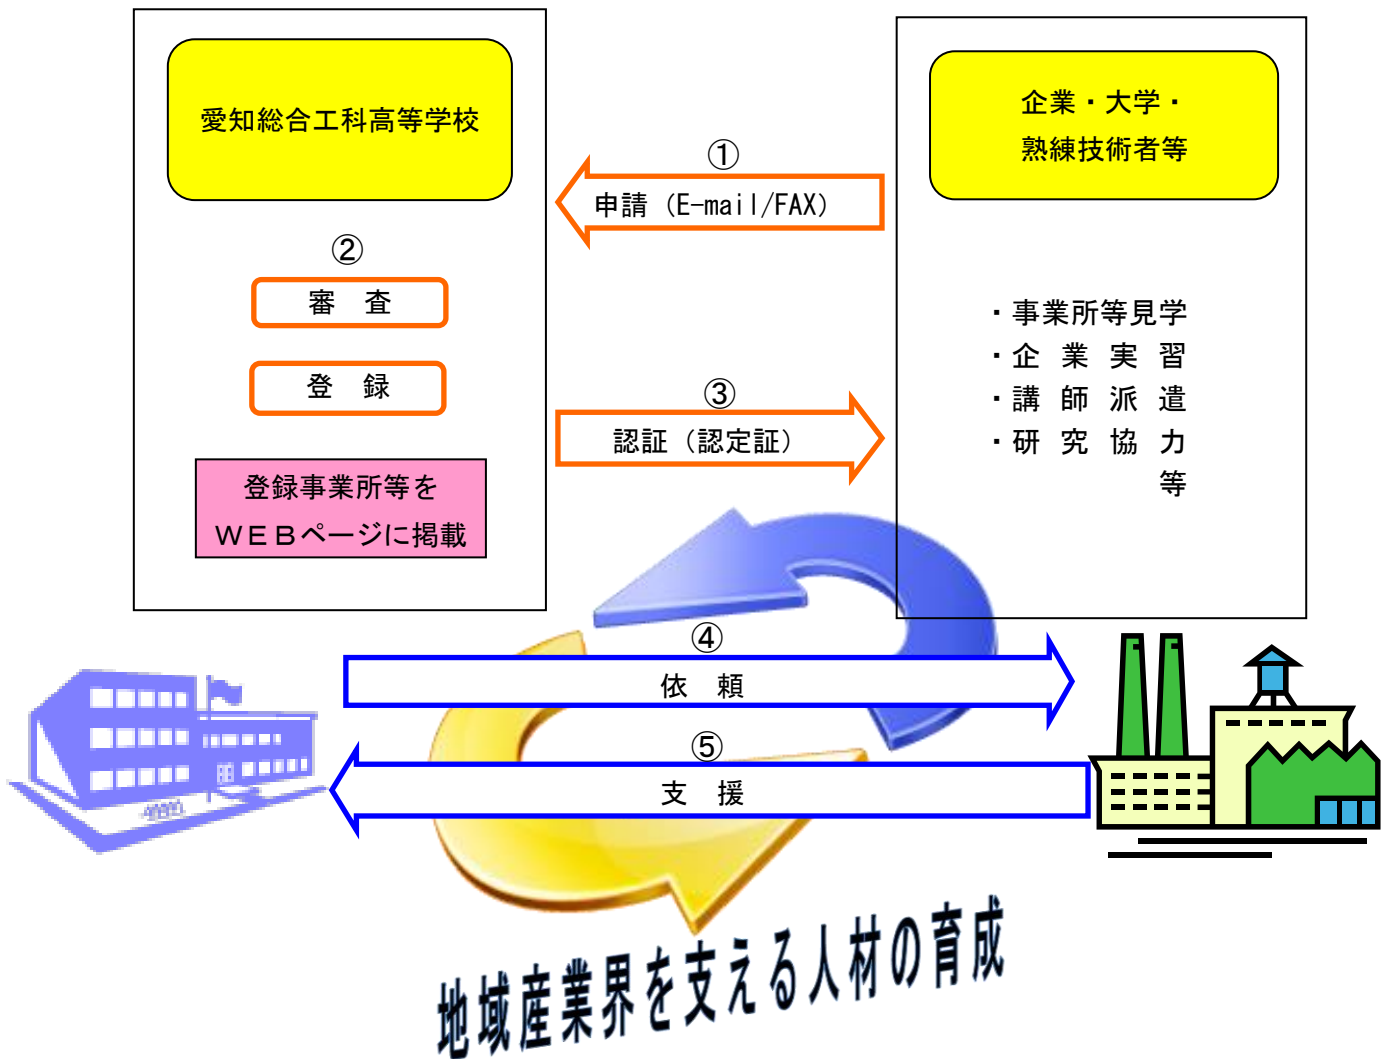 愛知総合工科高等学校
企業・大学・
熟練技術者等
①
申請（E-mail/FAX）
②
審　査
登　録
登録事業所等を
ＷＥＢページに掲載
・事業所等見学
・企　業　実　習
・講　師　派　遣
・研　究　協　力
等
③
認証（認定証）
④
依　頼
⑤
支　援
地域産業界を支える人材の育成